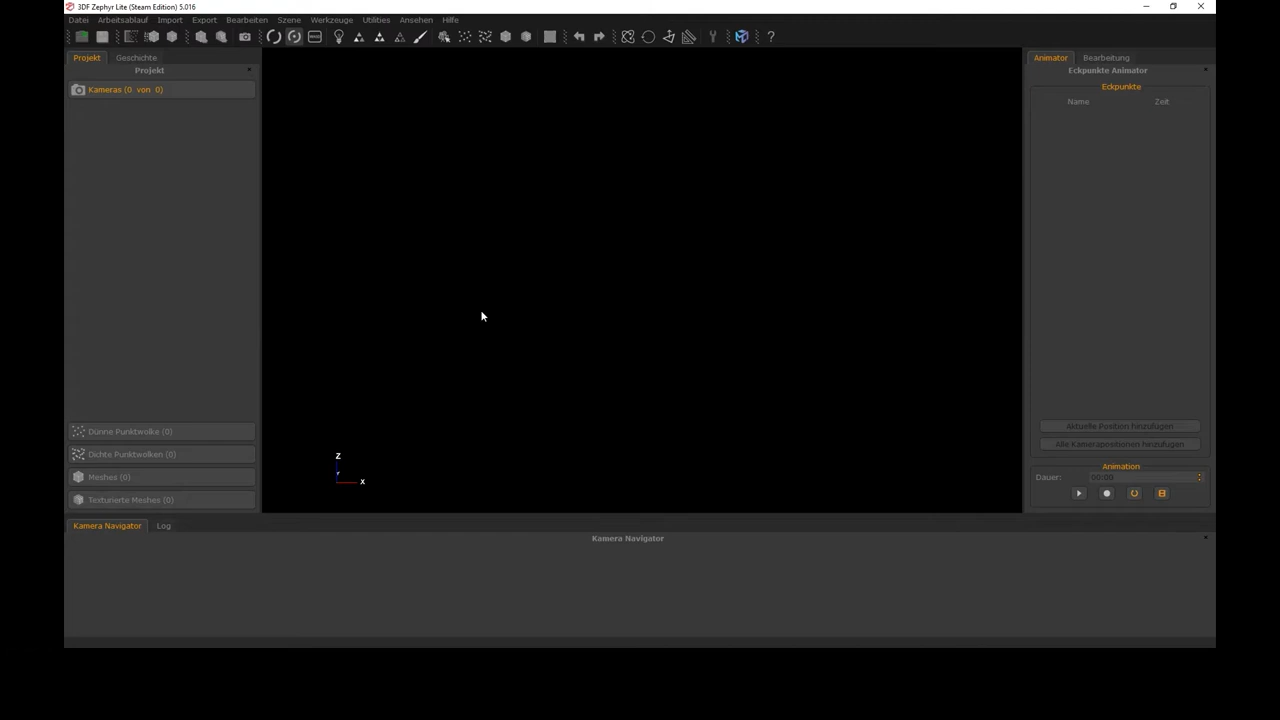 3DF Zephyr Lite (Steam Edition) 5.016
Datei Arbeitsablauf Import Export Bearbeiten Szene Werkzeuge Utilities Ansehen Hilfe
Projekt Geschichte
Projekt
Kameras (0 von 0)
Dünne Punktwolke (0)
Dichte Punktwolken (0)
Meshes (0)
Texturierte Meshes (0)
Z
Y
X
Animator Bearbeitung
Eckpunkte Animator
Eckpunkte
Name Zeit
Aktuelle Position hinzufügen
Alle Kamerapositionen hinzufügen
Animation
Dauer: 00:00
Kamera Navigator Log
Kamera Navigator